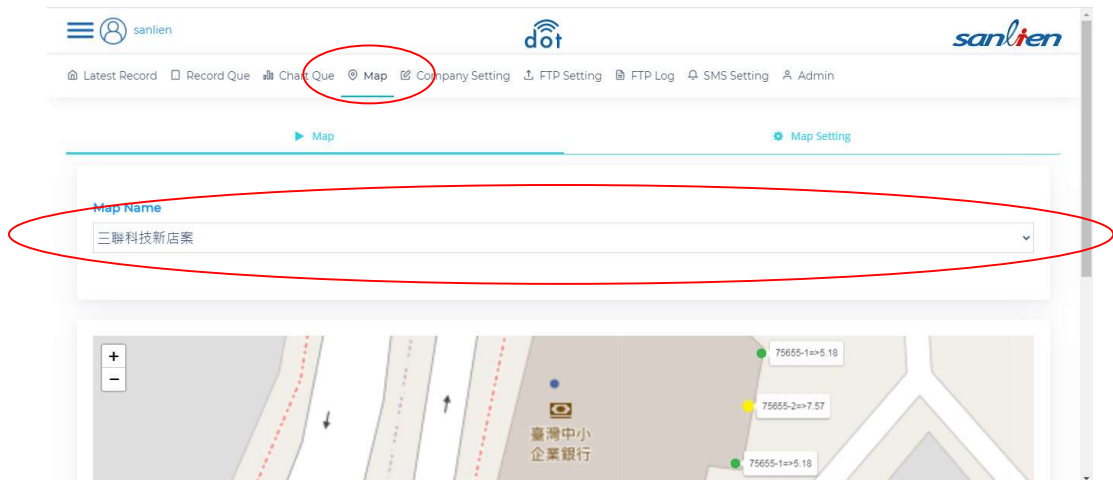 sanlien
dot
sanlien
Latest Record Record Que Chart Que Map Company Setting FTP Setting FTP Log SMS Setting Admin
Map Map Setting
Map Name
三聯科技新店案
+
−
75655-1=>5.18
75655-2=>7.57
臺灣中小
企業銀行
75655-1=>5.18